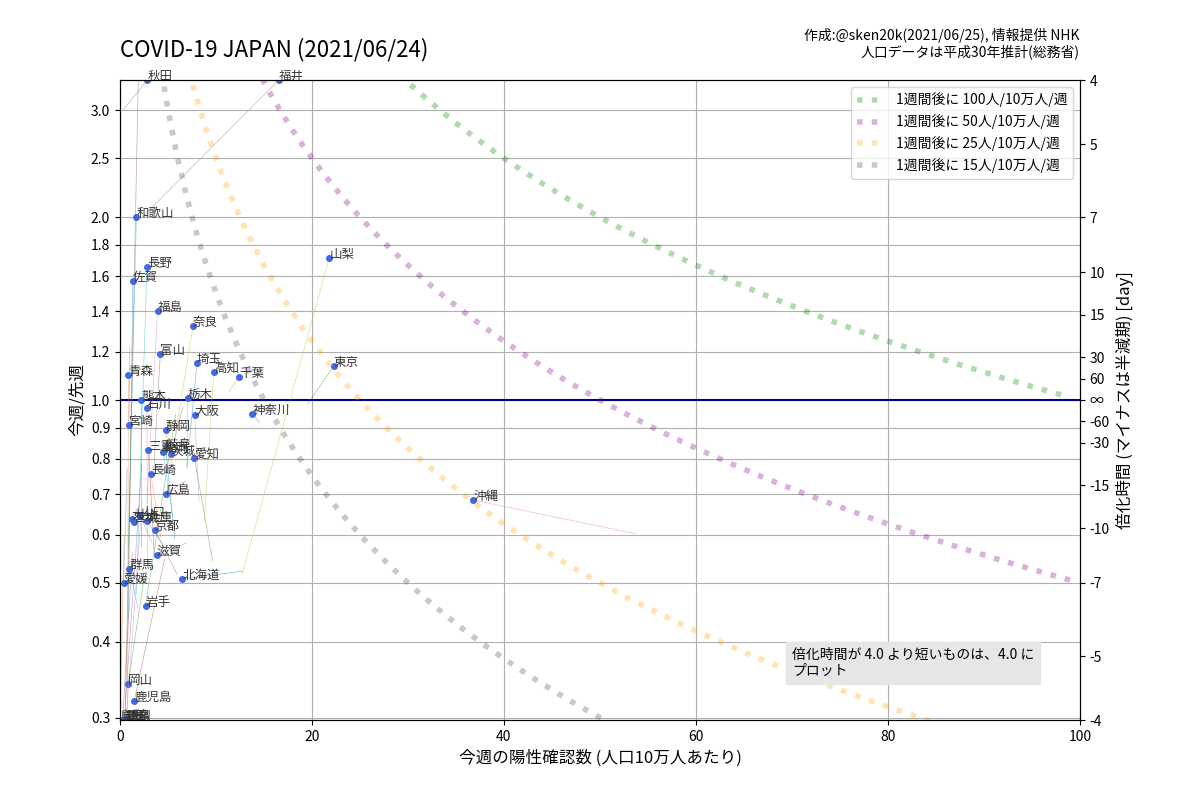 COVID-19 JAPAN (2021/06/24)
作成:@sken20k(2021/06/25), 情報提供 NHK
人口データは平成30年推計(総務省)
1週間後に 100人/10万人/週
1週間後に 50人/10万人/週
1週間後に 25人/10万人/週
1週間後に 15人/10万人/週
秋田
福井
和歌山
山梨
長野
佐賀
福島
奈良
富山
埼玉
東京
高知
千葉
青森
栃木
熊本
石川
大阪
神奈川
宮崎
静岡
三重
茨城
愛知
長崎
広島
沖縄
山口
兵庫
京都
滋賀
群馬
北海道
愛媛
岩手
岡山
鹿児島
倍化時間が 4.0 より短いものは、4.0 に
プロット
3.0
2.5
2.0
1.8
1.6
1.4
1.2
1.0
0.9
0.8
0.7
0.6
0.5
0.4
0.3
今週/先週
4
5
7
10
15
30
60
∞
-60
-30
-15
-10
-7
-5
-4
倍化時間 (マイナスは半減期) [day]
0
20
40
60
80
100
今週の陽性確認数 (人口10万人あたり)